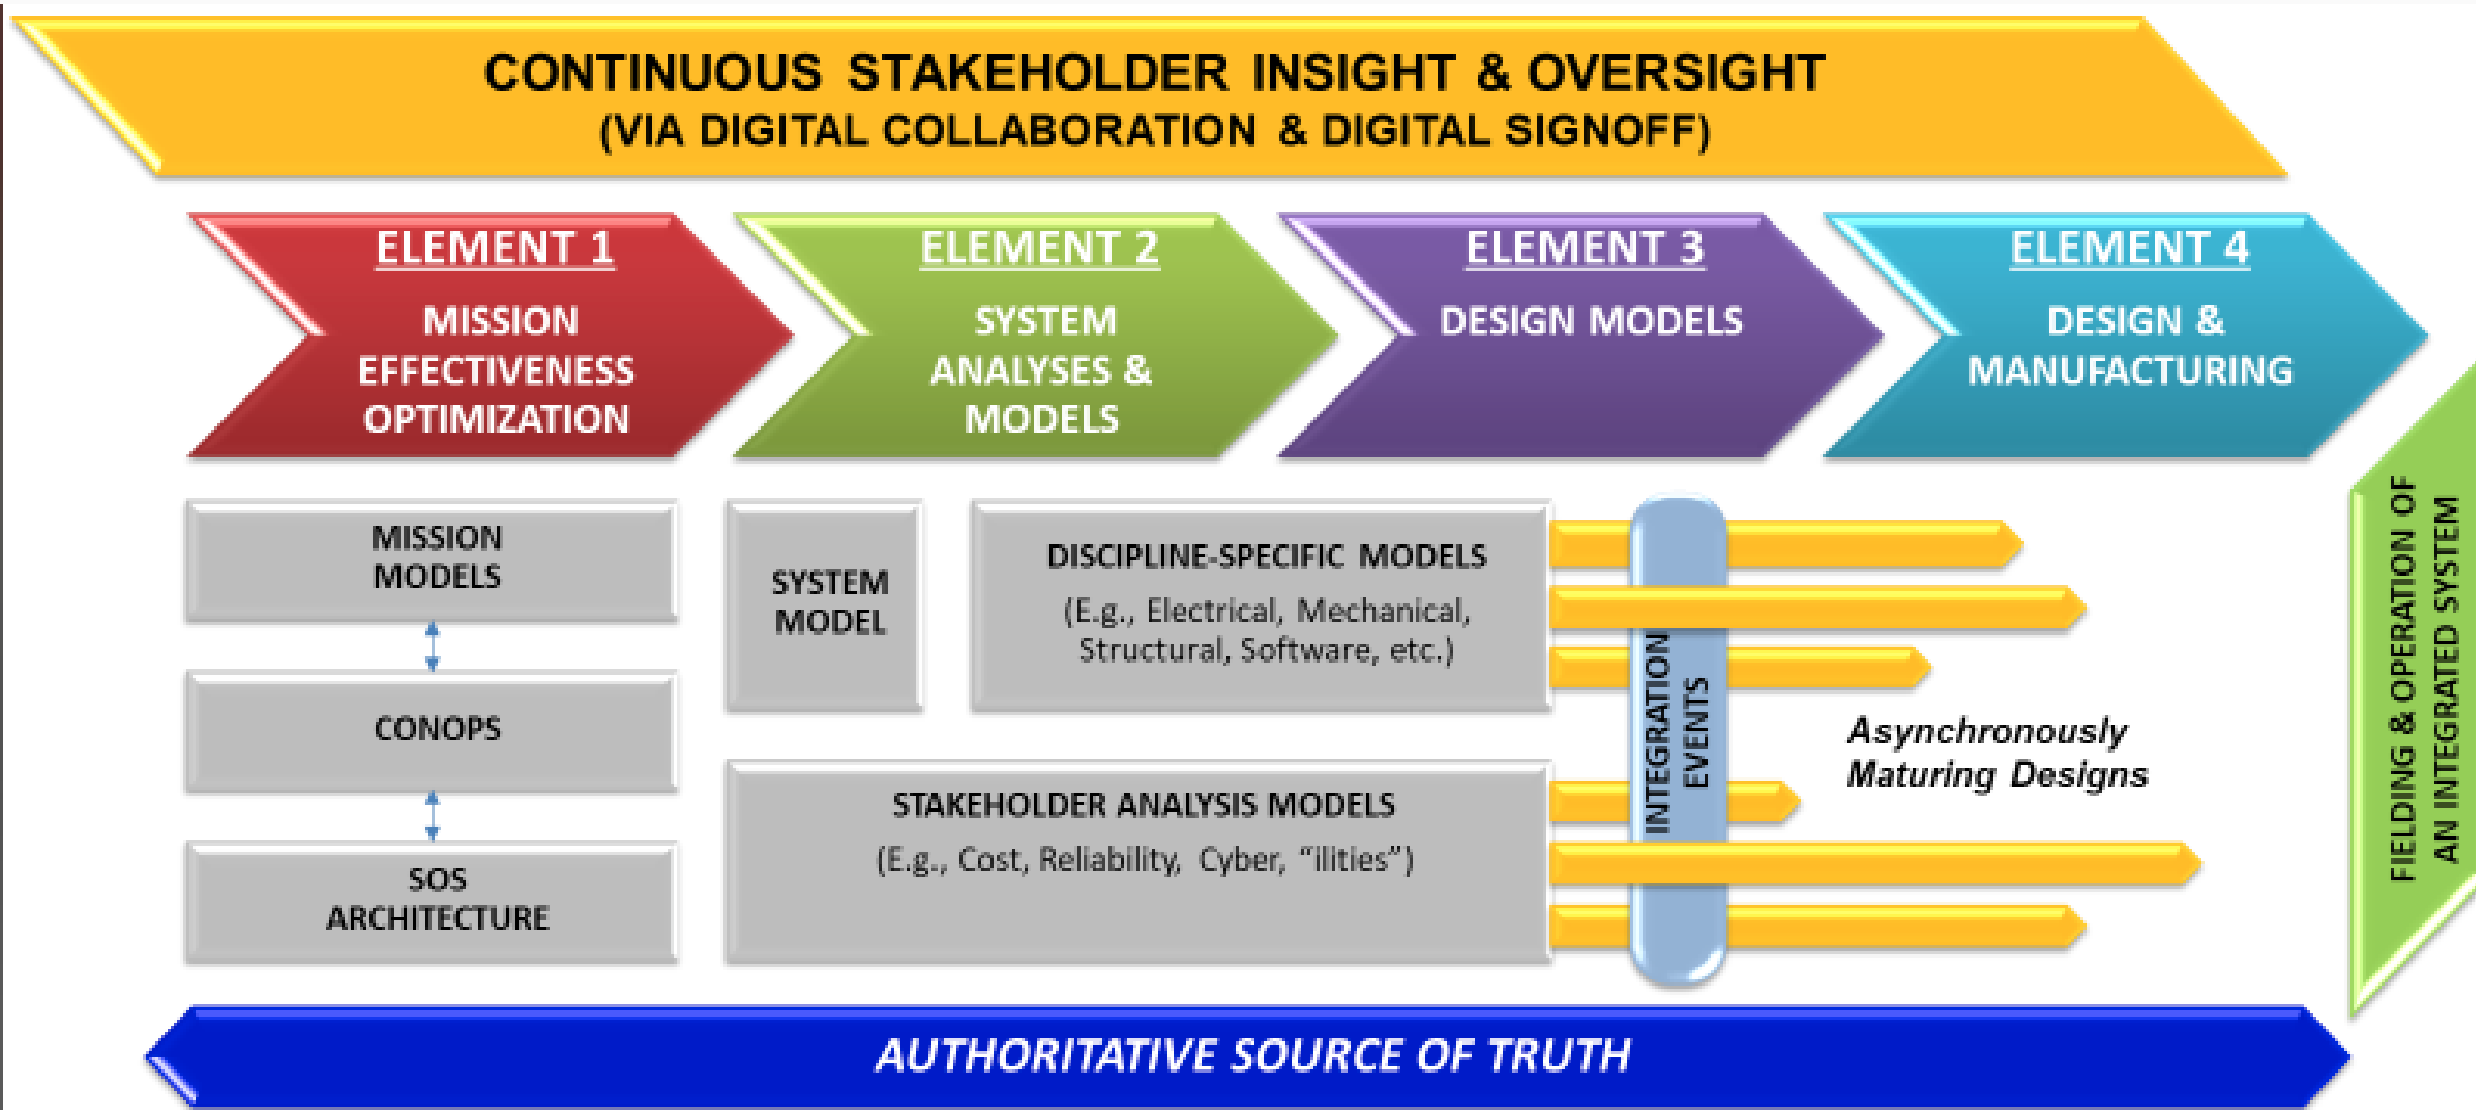 CONTINUOUS STAKEHOLDER INSIGHT & OVERSIGHT
(VIA DIGITAL COLLABORATION & DIGITAL SIGNOFF)
ELEMENT 1
MISSION
EFFECTIVENESS
OPTIMIZATION
ELEMENT 2
SYSTEM
ANALYSES &
MODELS
ELEMENT 3
DESIGN MODELS
ELEMENT 4
DESIGN &
MANUFACTURING
MISSION
MODELS
CONOPS
SOS
ARCHITECTURE
SYSTEM
MODEL
DISCIPLINE-SPECIFIC MODELS
(E.g., Electrical, Mechanical,
Structural, Software, etc.)
STAKEHOLDER ANALYSIS MODELS
(E.g., Cost, Reliability, Cyber, “ilities”)
INTEGRATION
EVENTS
Asynchronously
Maturing Designs
FIELDING & OPERATION OF
AN INTEGRATED SYSTEM
AUTHORITATIVE SOURCE OF TRUTH